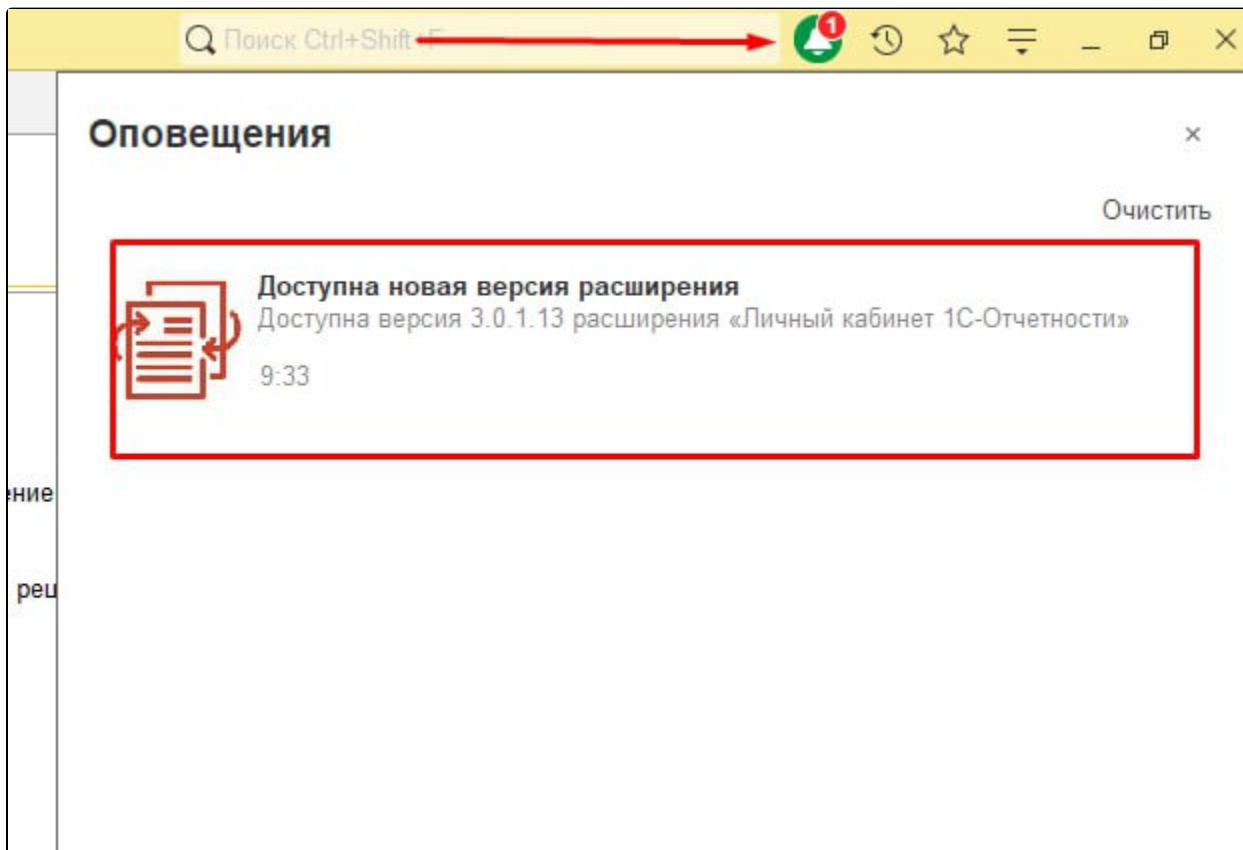 Поиск Ctrl+Shift+F
1
Оповещения
Очистить
Доступна новая версия расширения
Доступна версия 3.0.1.13 расширения «Личный кабинет 1С-Отчетности»
9:33
ение
реш